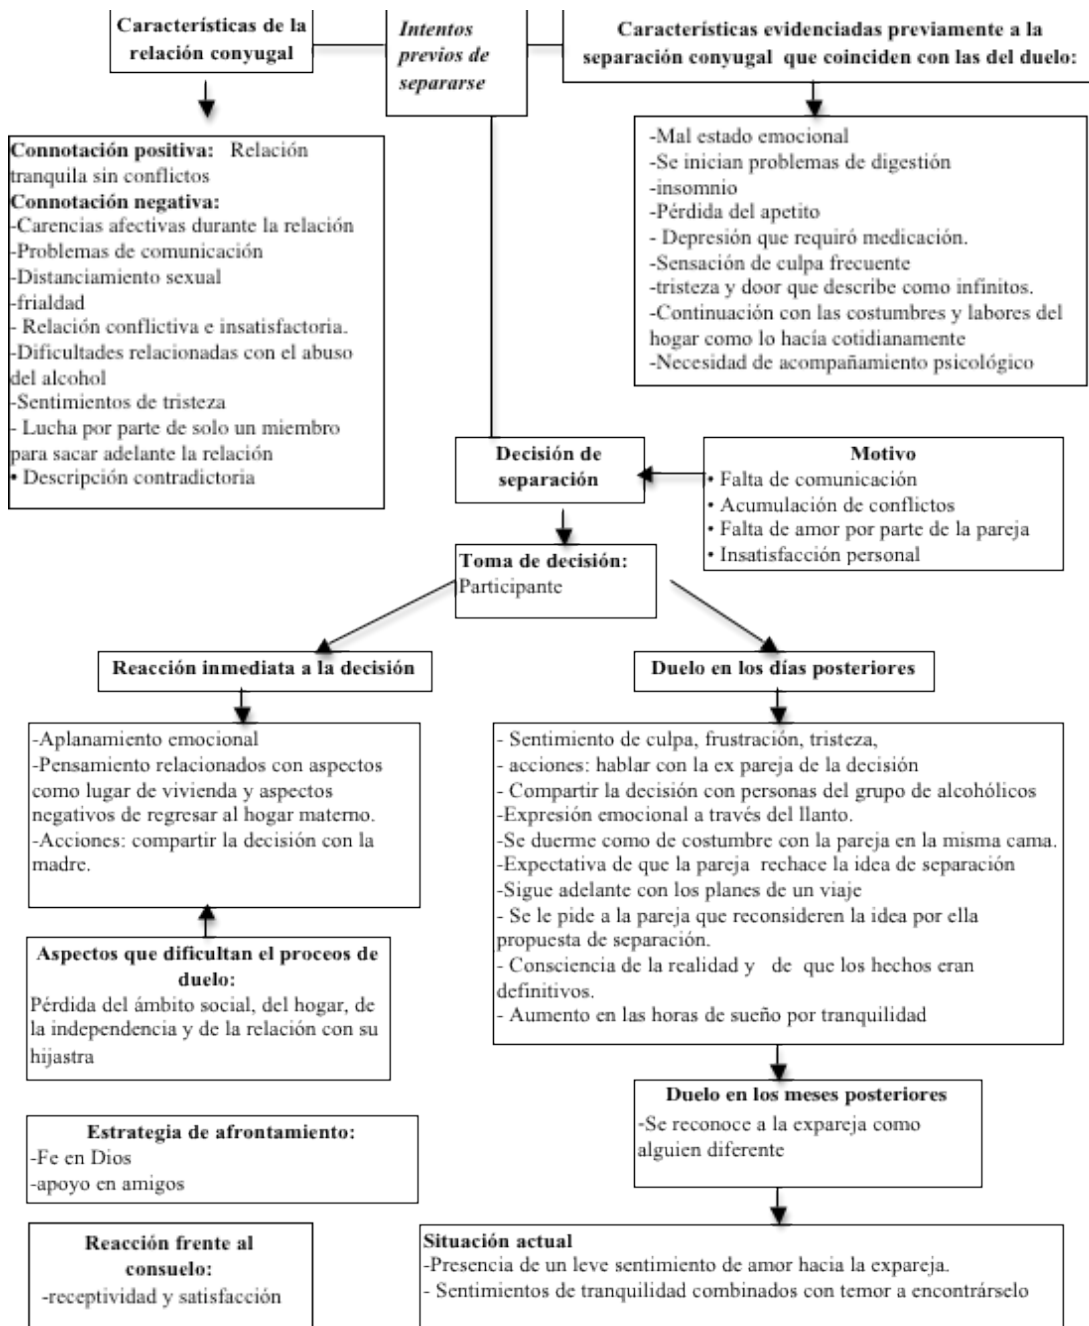 Características de la
relación conyugal
Intentos
previos de
separarse
Características evidenciadas previamente a la
separación conyugal que coinciden con las del duelo:
Connotación positiva: Relación
tranquila sin conflictos
Connotación negativa:
-Carencias afectivas durante la relación
-Problemas de comunicación
-Distanciamiento sexual
-frialdad
- Relación conflictiva e insatisfactoria.
-Dificultades relacionadas con el abuso
del alcohol
-Sentimientos de tristeza
- Lucha por parte de solo un miembro
para sacar adelante la relación
• Descripción contradictoria
-Mal estado emocional
-Se inician problemas de digestión
-insomnio
-Pérdida del apetito
- Depresión que requiró medicación.
-Sensación de culpa frecuente
-tristeza y door que describe como infinitos.
-Continuación con las costumbres y labores del
hogar como lo hacía cotidianamente
-Necesidad de acompañamiento psicológico
Decisión de
separación
Motivo
• Falta de comunicación
• Acumulación de conflictos
• Falta de amor por parte de la pareja
• Insatisfacción personal
Toma de decisión:
Participante
Reacción inmediata a la decisión
Duelo en los días posteriores
-Aplanamiento emocional
-Pensamiento relacionados con aspectos
como lugar de vivienda y aspectos
negativos de regresar al hogar materno.
-Acciones: compartir la decisión con la
madre.
- Sentimiento de culpa, frustración, tristeza,
- acciones: hablar con la ex pareja de la decisión
- Compartir la decisión con personas del grupo de alcohólicos
-Expresión emocional a través del llanto.
-Se duerme como de costumbre con la pareja en la misma cama.
-Expectativa de que la pareja rechace la idea de separación
-Sigue adelante con los planes de un viaje
- Se le pide a la pareja que reconsideren la idea por ella
propuesta de separación.
- Consciencia de la realidad y de que los hechos eran
definitivos.
- Aumento en las horas de sueño por tranquilidad
Aspectos que dificultan el proceos de
duelo:
Pérdida del ámbito social, del hogar, de
la independencia y de la relación con su
hijastra
Duelo en los meses posteriores
-Se reconoce a la expareja como
alguien diferente
Estrategia de afrontamiento:
-Fe en Dios
-apoyo en amigos
Reacción frente al
consuelo:
-receptividad y satisfacción
Situación actual
-Presencia de un leve sentimiento de amor hacia la expareja.
- Sentimientos de tranquilidad combinados con temor a encontrárselo